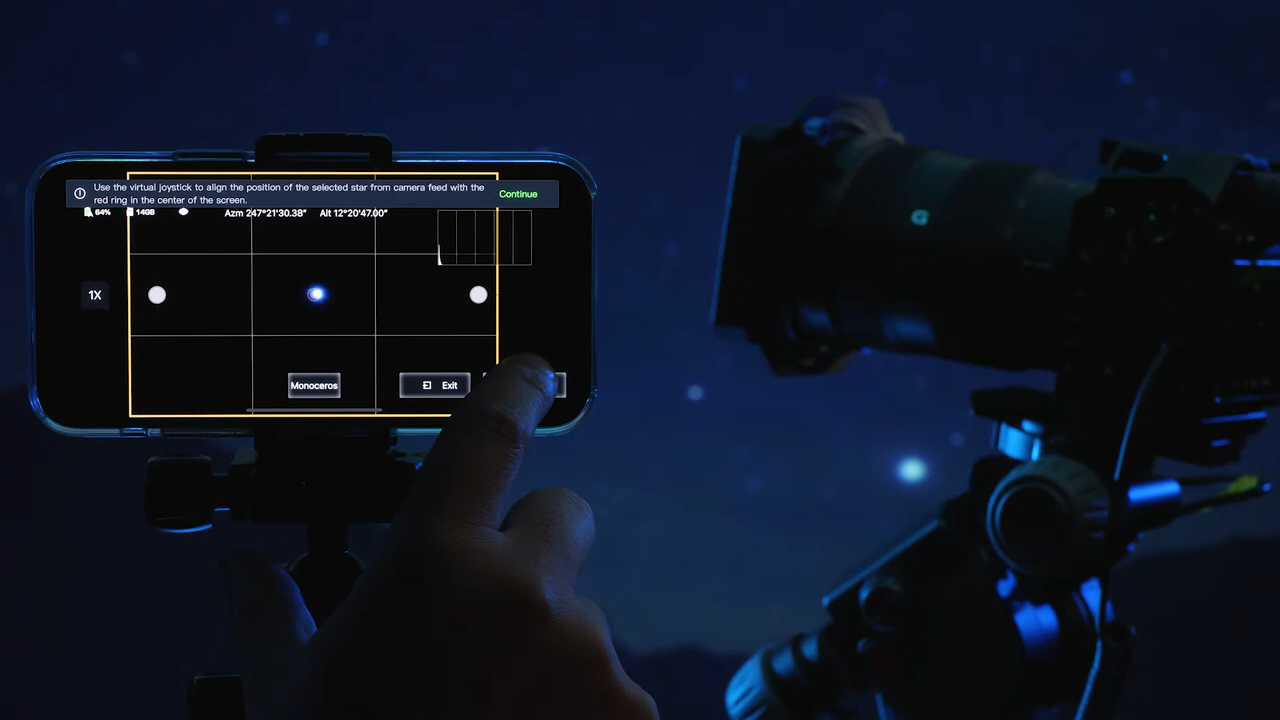 Use the virtual joystick to align the position of the selected star from camera feed with the
red ring in the center of the screen.
Continue
64%
14GB
Azm 247°21'30.38" Alt 12°20'47.00"
1X
Monoceros
Exit
G